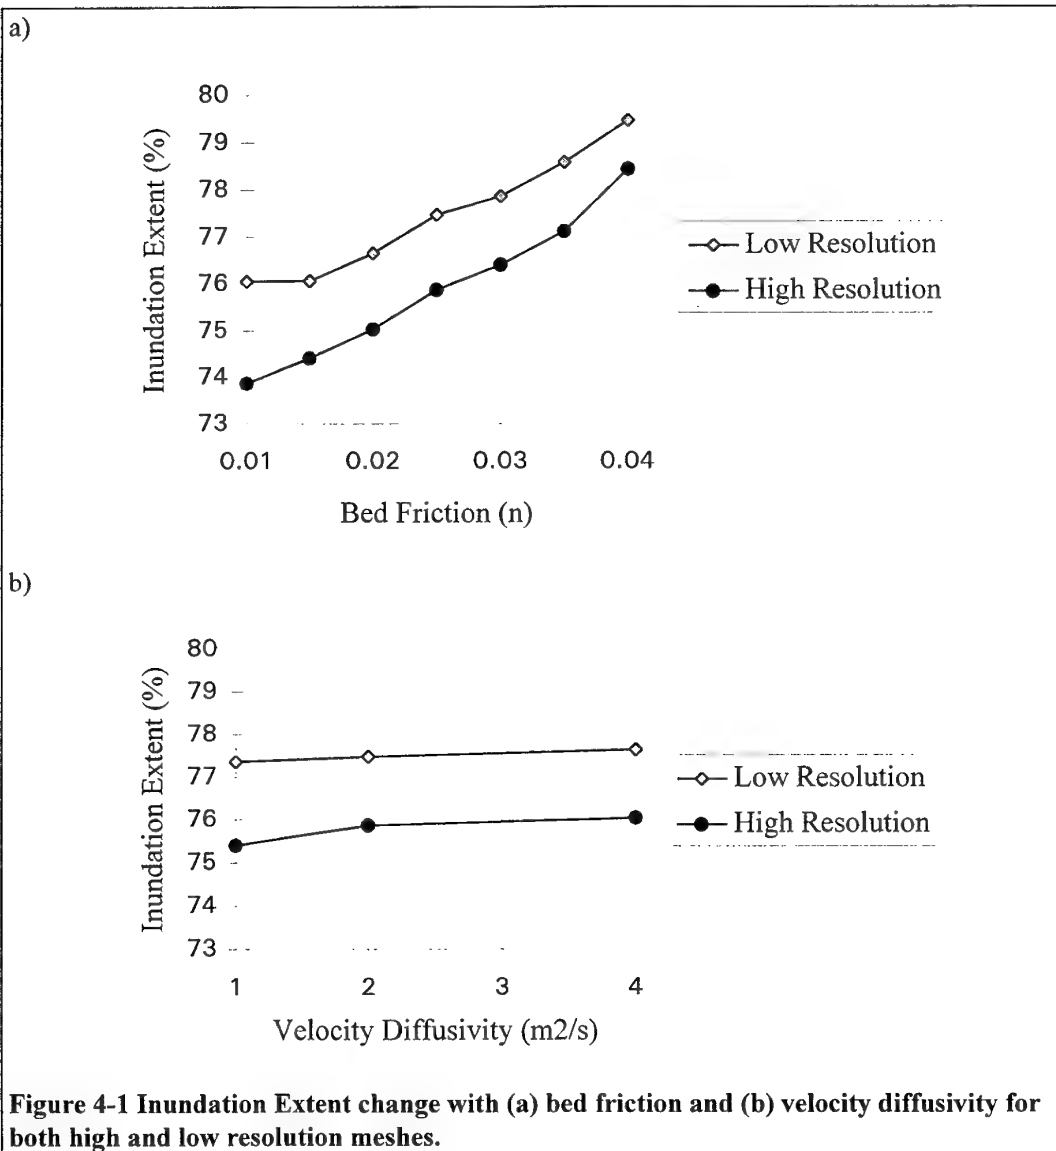 a)
80
79
78
77
76
75
74
73
Inundation Extent (%)
0.01 0.02 0.03 0.04
Bed Friction (n)
Low Resolution
High Resolution
b)
80
79
78
77
76
75
74
73
Inundation Extent (%)
1 2 3 4
Velocity Diffusivity (m2/s)
Low Resolution
High Resolution
Figure 4-1 Inundation Extent change with (a) bed friction and (b) velocity diffusivity for
both high and low resolution meshes.